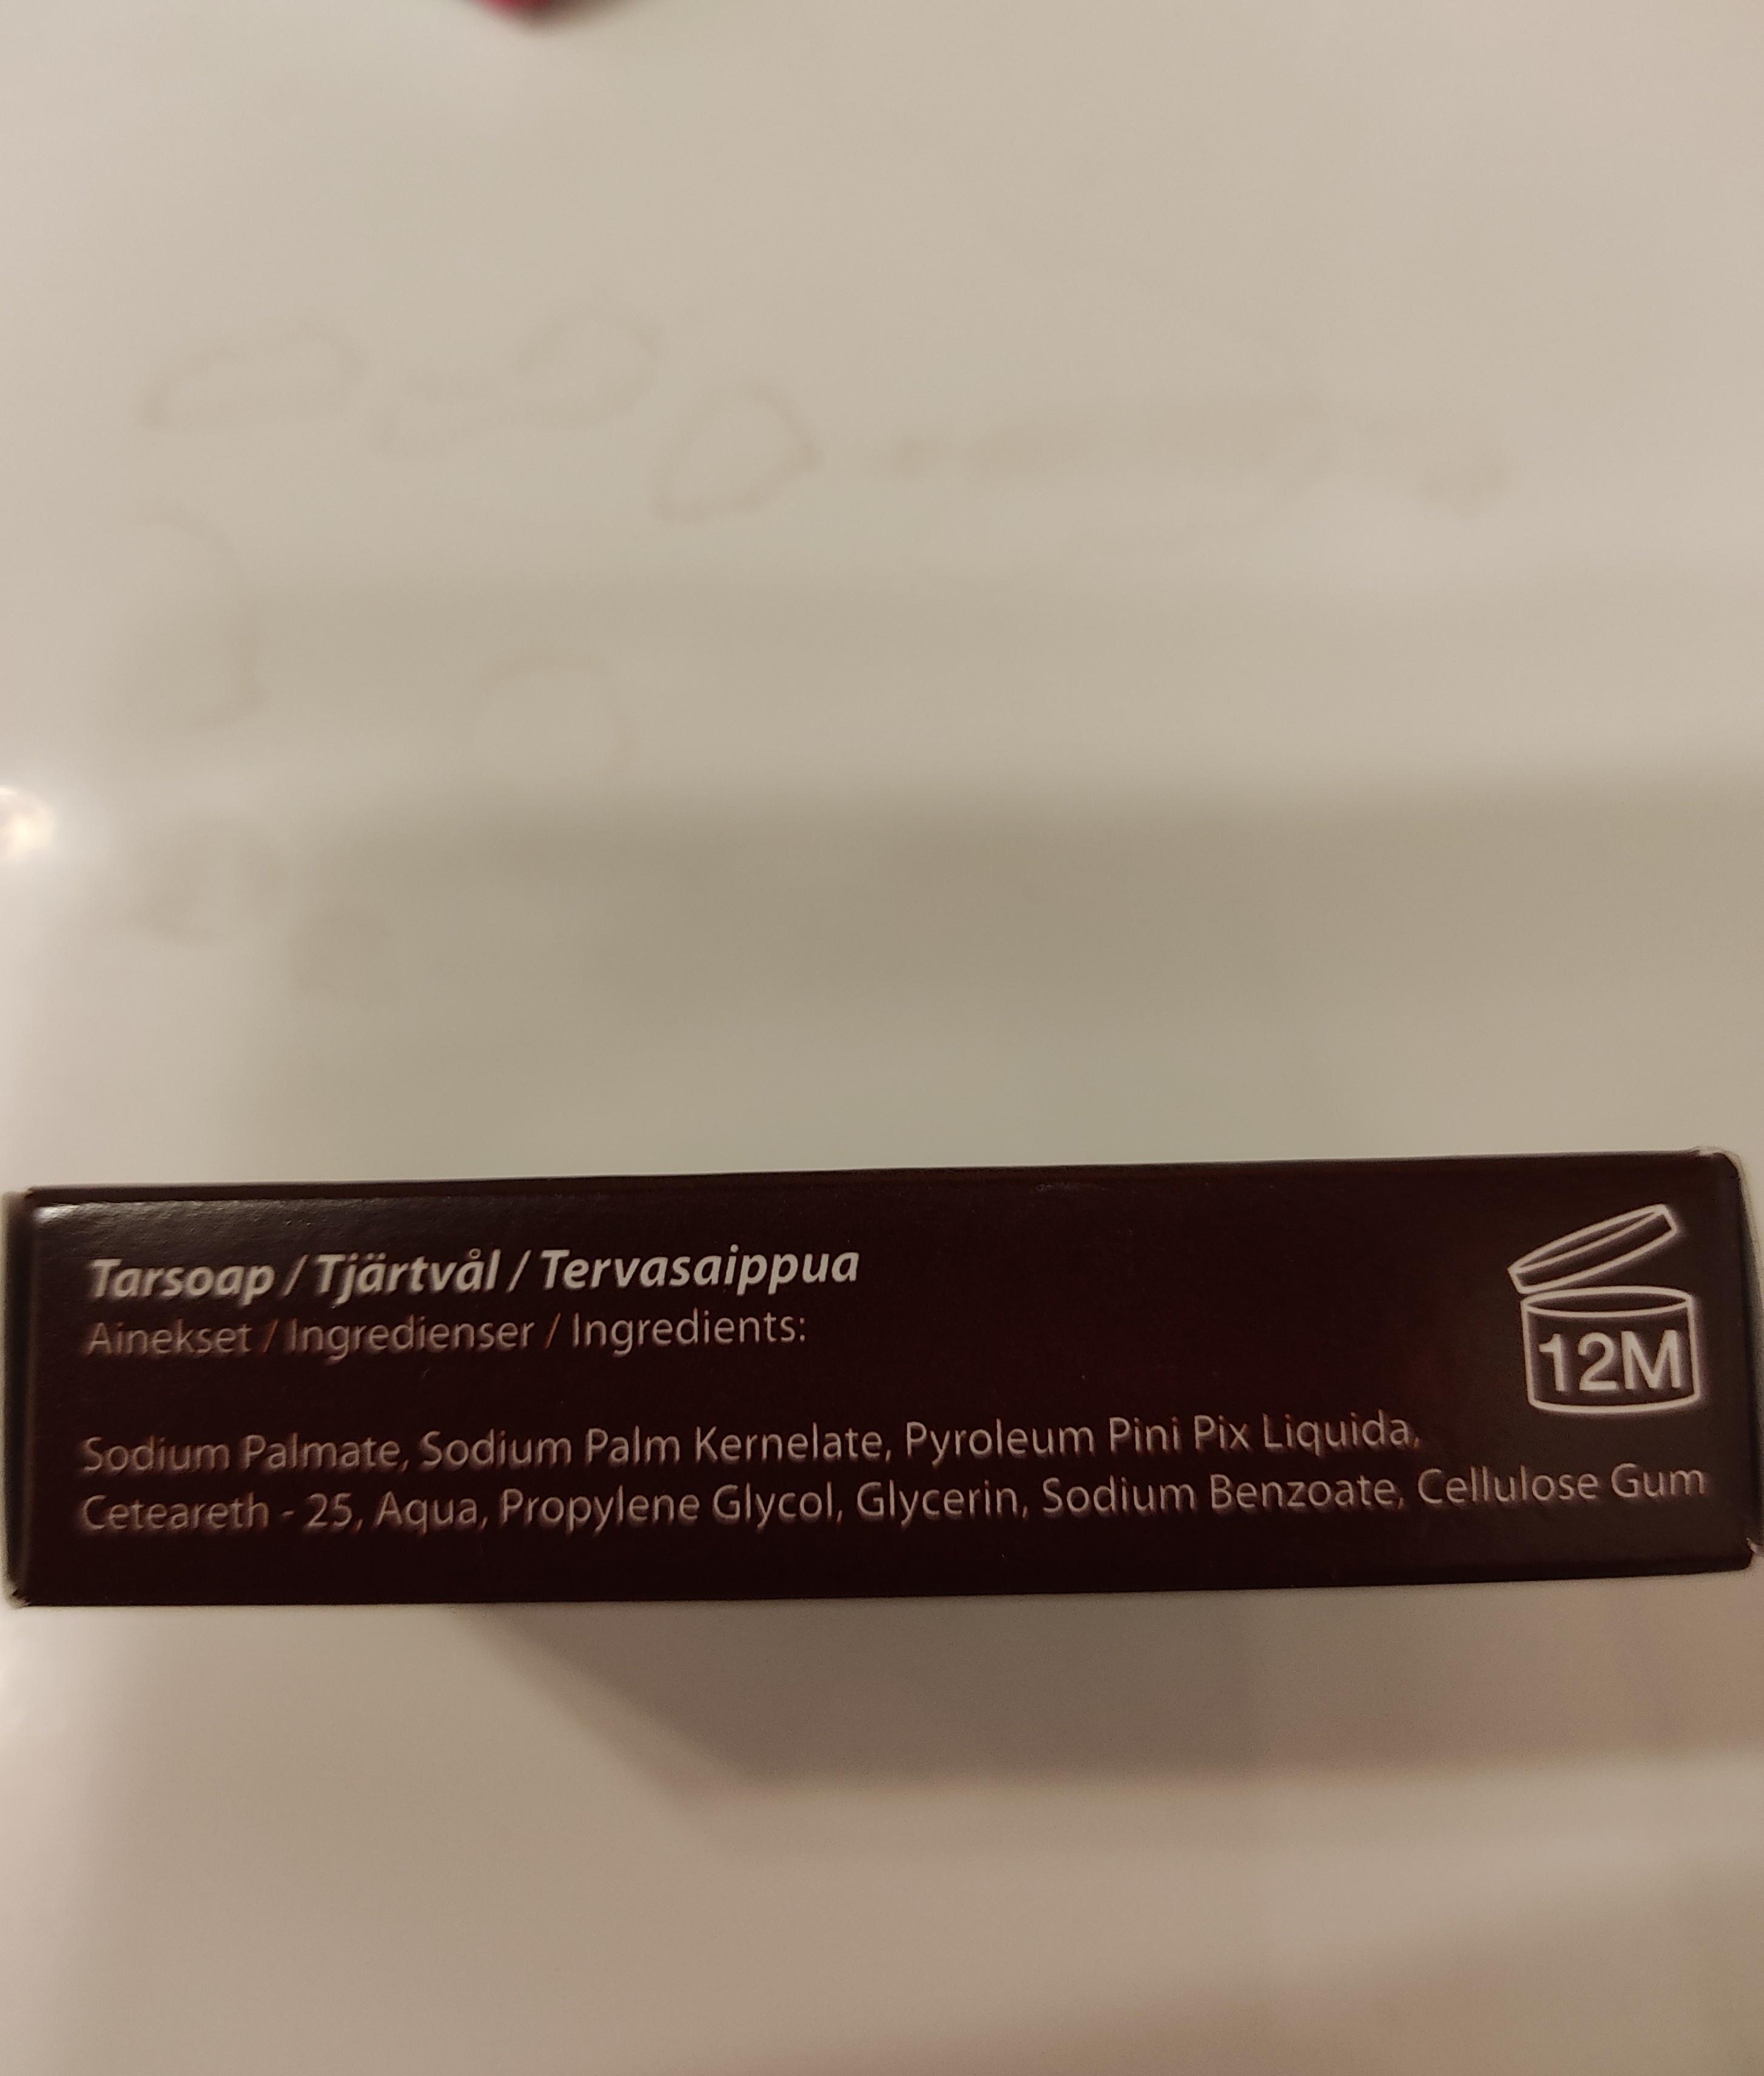 Tarsoap / Tjärtvål / Tervasaippua
Ainekset / Ingredienser / Ingredients:
12M
Sodium Palmate, Sodium Palm Kernelate, Pyroleum Pini Pix Liquida,
Ceteareth - 25, Aqua, Propylene Glycol, Glycerin, Sodium Benzoate, Cellulose Gum